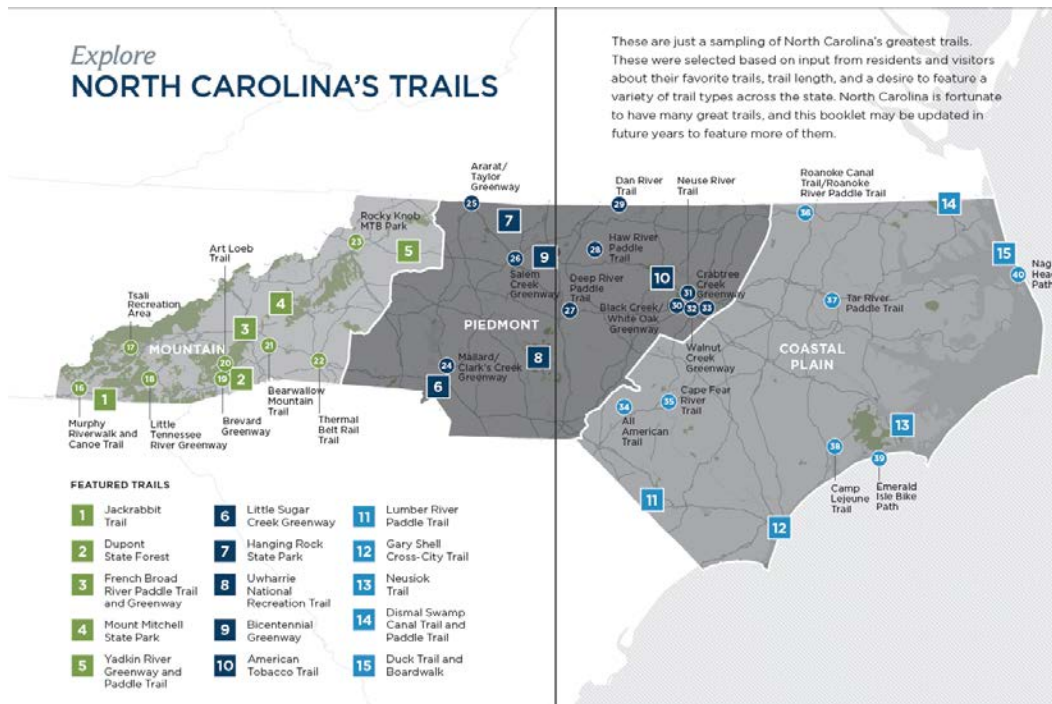 Explore
NORTH CAROLINA'S TRAILS
These are just a sampling of North Carolina's greatest trails.
These were selected based on input from residents and visitors
about their favorite trails, trail length, and a desire to feature a
variety of trail types across the state. North Carolina is fortunate
to have many great trails, and this booklet may be updated in
future years to feature more of them.
Ararat/
Taylor
Greenway
25
7
Dan River
Trail
29
Neuse River
Trail
Roanoke Canal
Trail/Roanoke
River Paddle Trail
36
14
Rocky Knob
MTB Park
23
5
Art Loeb
Trail
26
Salem
Creek
Greenway
9
28
Haw River
Paddle
Trail
15
40
Nag
Hea
Path
Tsali
Recreation
Area
4
Deep River
Paddle
Trail
27
10
Crabtree
Creek
Greenway
31
30
32
33
Black Creek/
White Oak
Greenway
37
Tar River
Paddle Trail
3
PIEDMONT
17
MOUNTAIN
21
20
22
24
Mallard/
Clark's Creek
Greenway
8
Walnut
Creek
Greenway
COASTAL
PLAIN
16
1
18
19
2
6
Cape Fear
River
Trail
35
34
All
American
Trail
Murphy
Riverwalk and
Canoe Trail
Little
Tennessee
River Greenway
Brevard
Greenway
Bearwallow
Mountain
Trail
Thermal
Belt Rail
Trail
13
38
39
Camp
Lejeune
Trail
Emerald
Isle Bike
Path
11
12
FEATURED TRAILS
1 Jackrabbit
Trail
2 Dupont
State Forest
3 French Broad
River Paddle Trail
and Greenway
4 Mount Mitchell
State Park
5 Yadkin River
Greenway and
Paddle Trail
6 Little Sugar
Creek Greenway
7 Hanging Rock
State Park
8 Uwharrie
National
Recreation Trail
9 Bicentennial
Greenway
10 American
Tobacco Trail
11 Lumber River
Paddle Trail
12 Gary Shell
Cross-City Trail
13 Neusiok
Trail
14 Dismal Swamp
Canal Trail and
Paddle Trail
15 Duck Trail and
Boardwalk